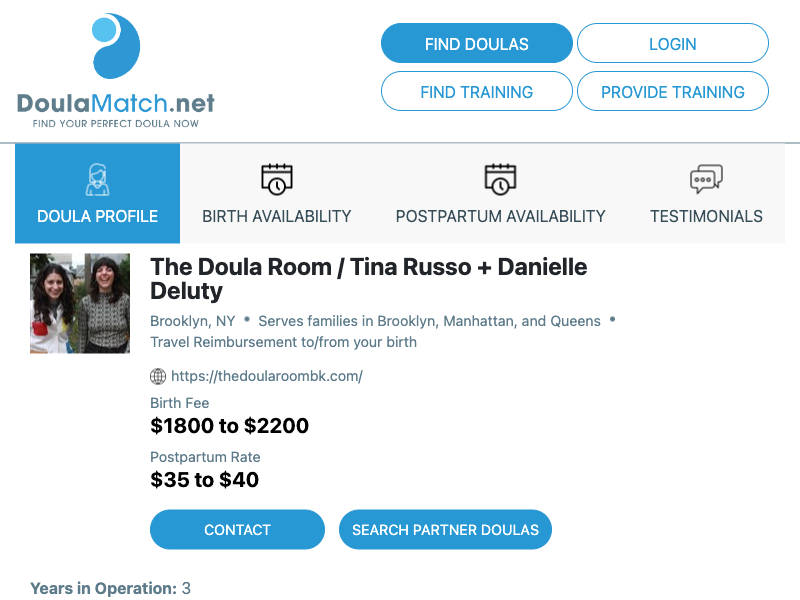 DoulaMatch.net
FIND YOUR PERFECT DOULA NOW
FIND DOULAS
LOGIN
FIND TRAINING
PROVIDE TRAINING
DOULA PROFILE
BIRTH AVAILABILITY
POSTPARTUM AVAILABILITY
TESTIMONIALS
The Doula Room / Tina Russo + Danielle
Deluty
Brooklyn, NY • Serves families in Brooklyn, Manhattan, and Queens •
Travel Reimbursement to/from your birth
https://thedoularoombk.com/
Birth Fee
$1800 to $2200
Postpartum Rate
$35 to $40
CONTACT
SEARCH PARTNER DOULAS
Years in Operation: 3